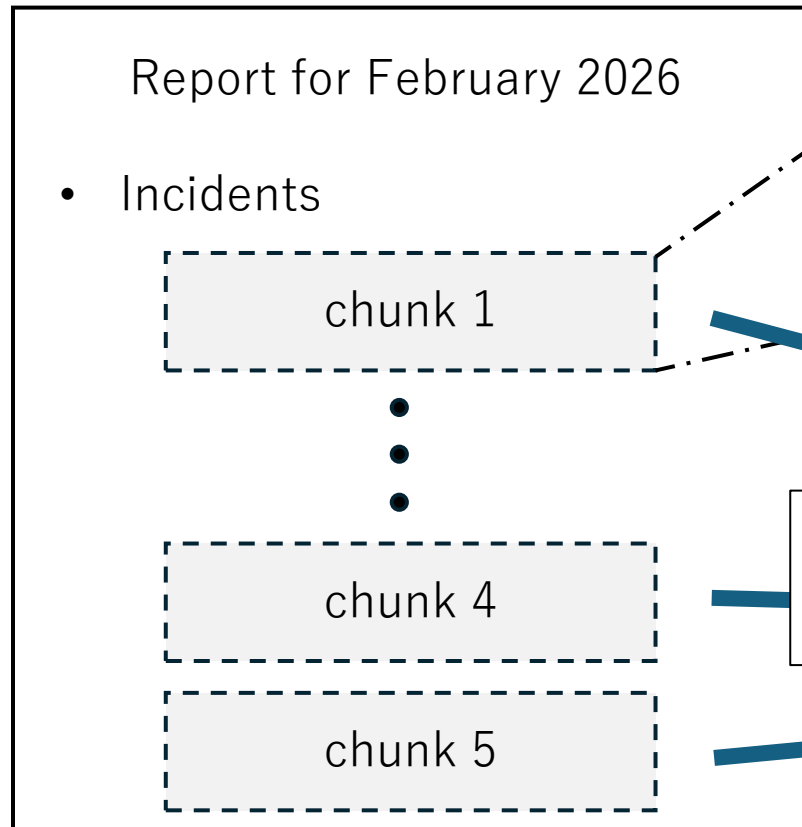 Report for February 2026
• Incidents
chunk 1
chunk 4
chunk 5